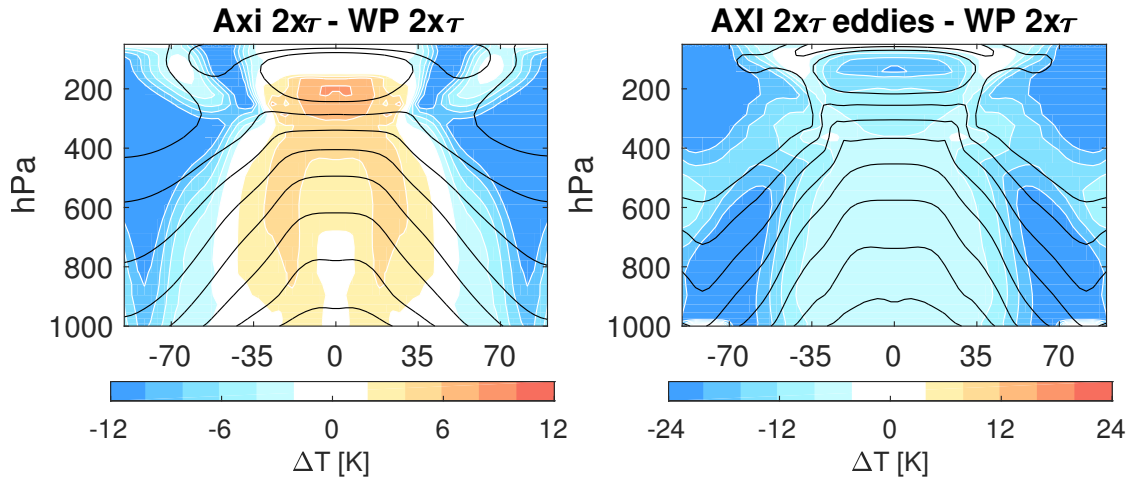 Axi 2xτ - WP 2xτ
hPa
200
400
600
800
1000
-70 -35 0 35 70
-12 -6 0 6 12
ΔT [K]
AXI 2xτ eddies - WP 2xτ
hPa
200
400
600
800
1000
-70 -35 0 35 70
-24 -12 0 12 24
ΔT [K]